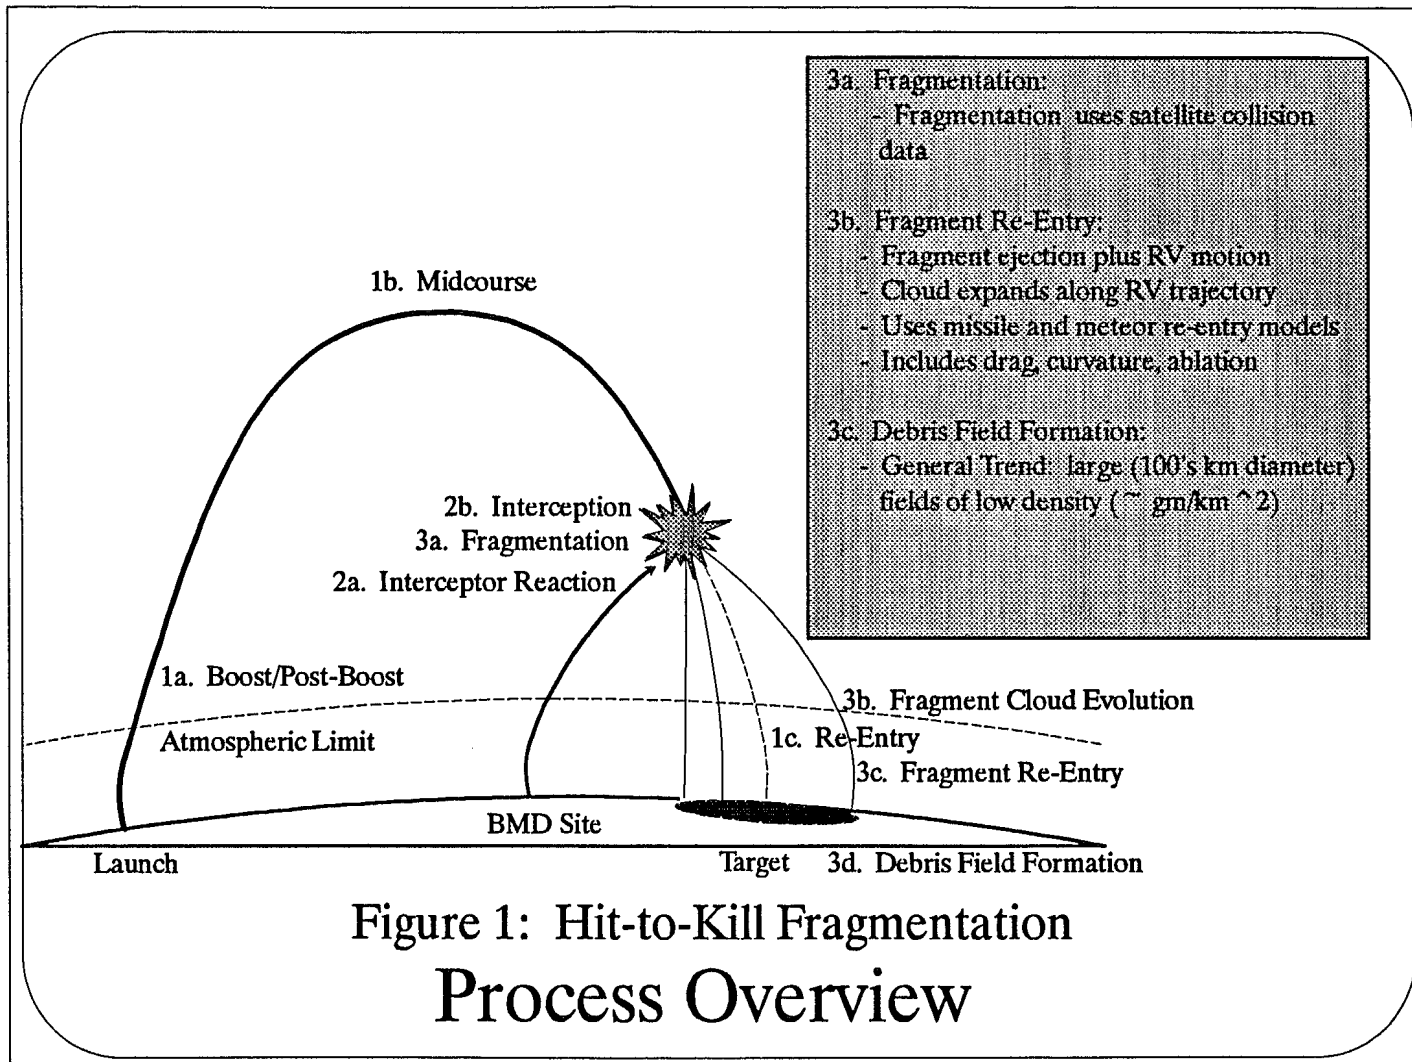 3a. Fragmentation:
- Fragmentation uses satellite collision
data
3b. Fragment Re-Entry:
- Fragment ejection plus RV motion
- Cloud expands along RV trajectory
- Uses missile and meteor re-entry models
- Includes drag, curvature, ablation
3c. Debris Field Formation:
- General Trend: large (100's km diameter)
fields of low density ( ~ gm/km ^ 2)
1b. Midcourse
2b. Interception
3a. Fragmentation
2a. Interceptor Reaction
1a. Boost/Post-Boost
3b. Fragment Cloud Evolution
Atmospheric Limit
1c. Re-Entry
3c. Fragment Re-Entry
BMD Site
Launch
Target
3d. Debris Field Formation
Figure 1: Hit-to-Kill Fragmentation
Process Overview